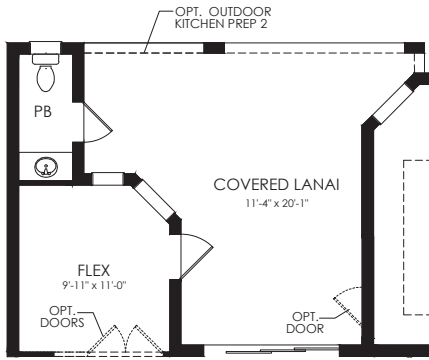 OPT. OUTDOOR
KITCHEN PREP 2
PB
COVERED LANAI
11'-4" x 20'-1"
FLEX
9'-11" x 11'-0"
OPT.
DOORS
OPT.
DOOR